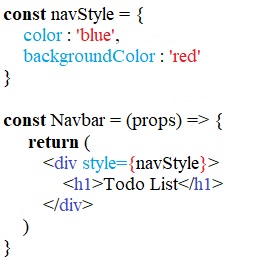 const navStyle = {
color : 'blue',
backgroundColor : 'red'
}
const Navbar = (props) => {
return (
<div style={navStyle}>
<h1>Todo List</h1>
</div>
)
}